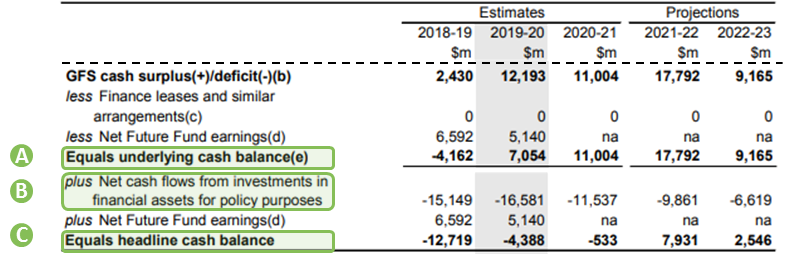 Estimates Projections
2018-19 2019-20 2020-21 2021-22 2022-23
$m $m $m $m $m
GFS cash surplus(+)/deficit(-)(b) 2,430 12,193 11,004 17,792 9,165
less Finance leases and similar
arrangements(c) 0 0 0 0 0
less Net Future Fund earnings(d) 6,592 5,140 na na na
A Equals underlying cash balance(e) -4,162 7,054 11,004 17,792 9,165
B plus Net cash flows from investments in
financial assets for policy purposes -15,149 -16,581 -11,537 -9,861 -6,619
plus Net Future Fund earnings(d) 6,592 5,140 na na na
C Equals headline cash balance -12,719 -4,388 -533 7,931 2,546